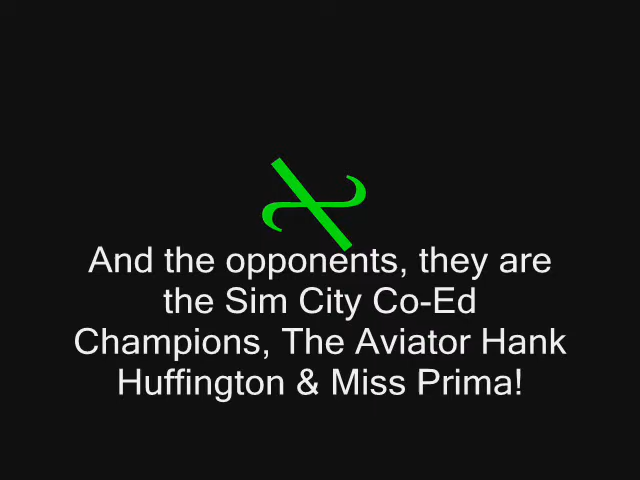 And the opponents, they are
the Sim City Co-Ed
Champions, The Aviator Hank
Huffington & Miss Prima!